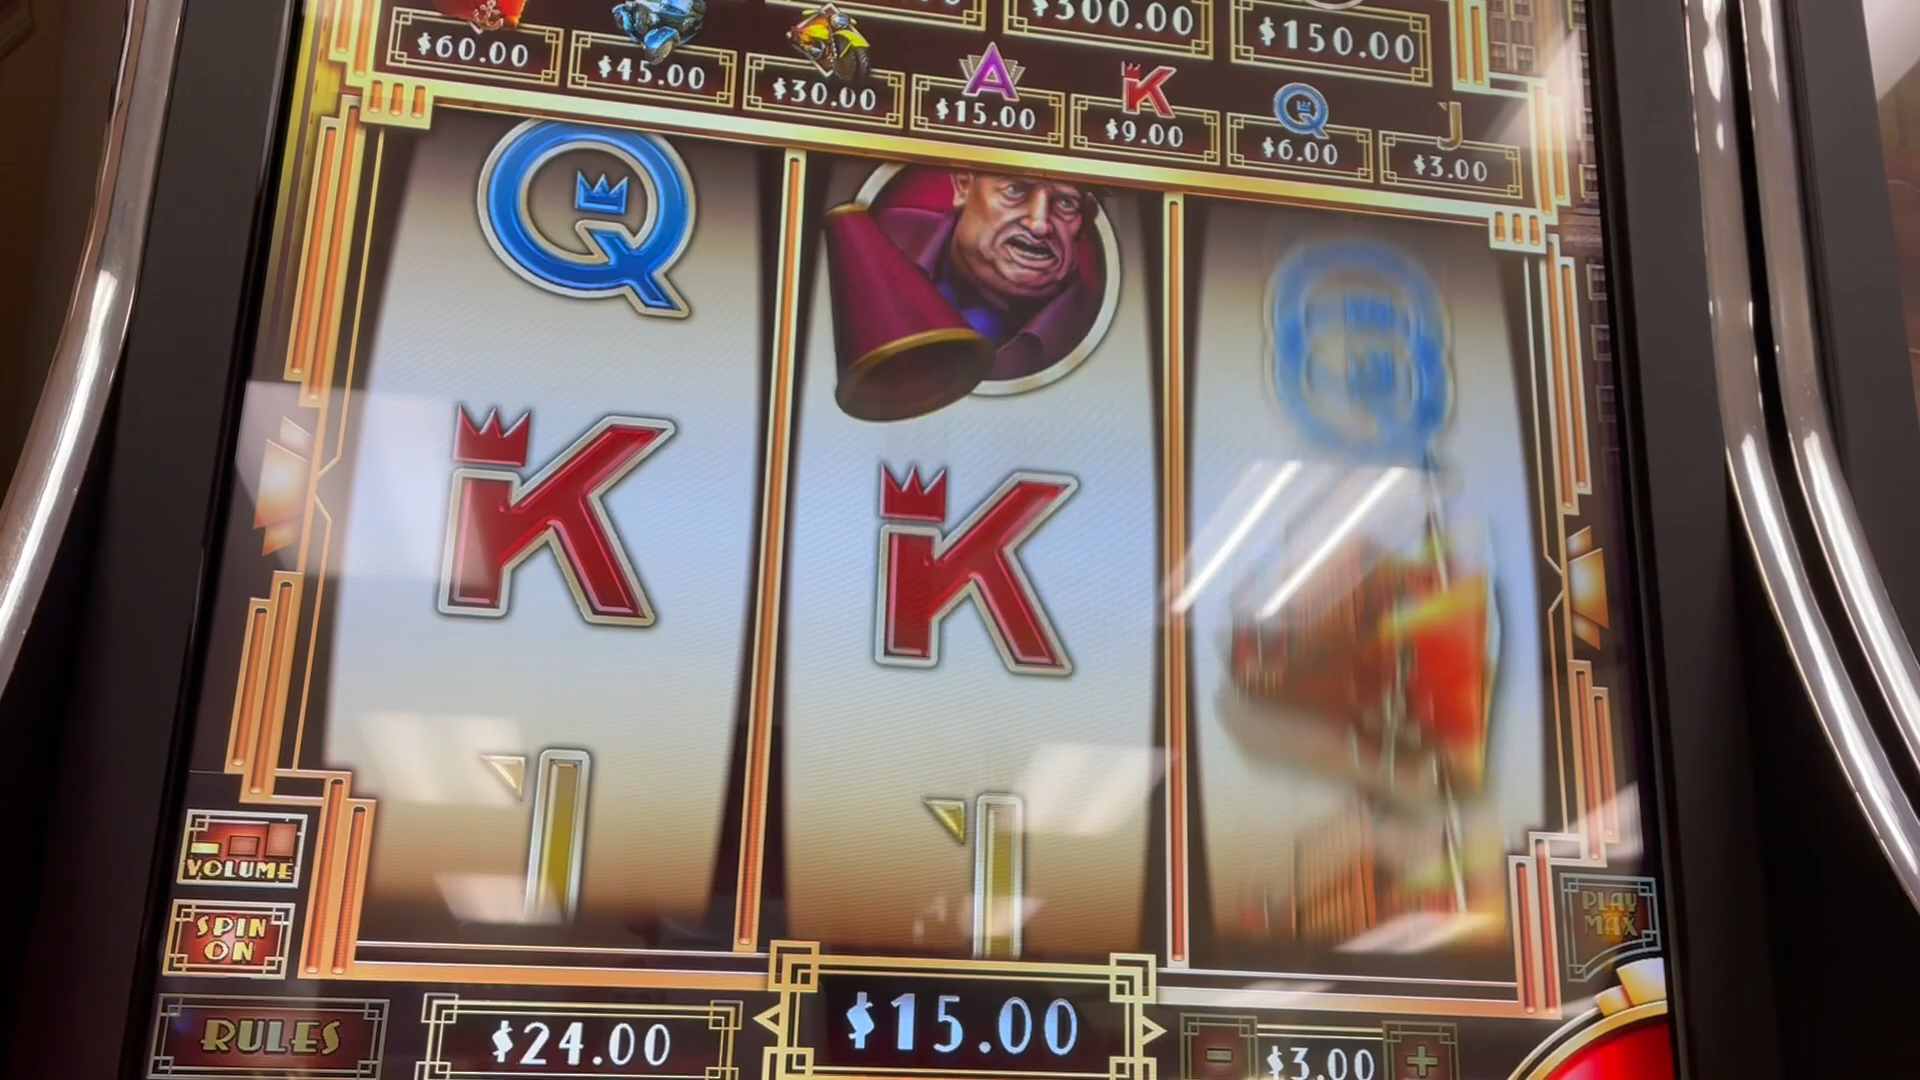 $300.00
$150.00
$60.00
$45.00
$30.00
A
$15.00
K
$9.00
Q
$6.00
J
$3.00
Q
K
K
J
J
VOLUME
SPIN
ON
PLAY
MAX
RULES
$24.00
$15.00
-
$3.00
+